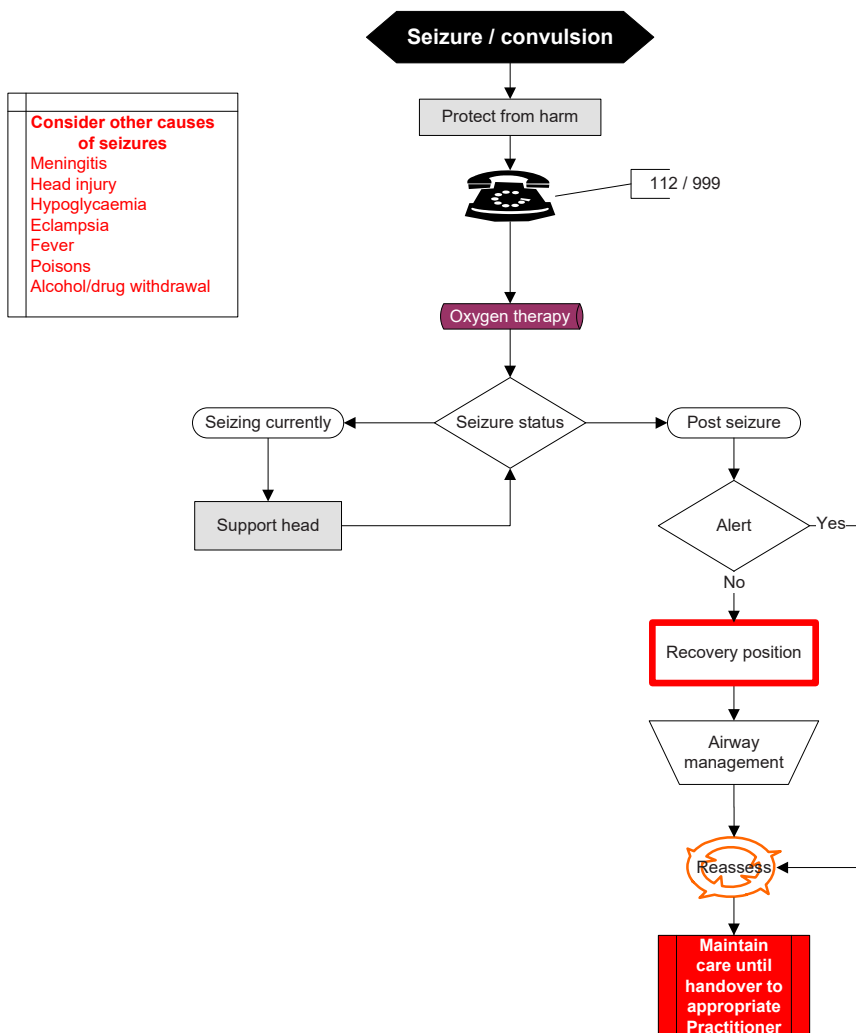 Seizure / convulsion
Protect from harm
112 / 999
Consider other causes
of seizures
Meningitis
Head injury
Hypoglycaemia
Eclampsia
Fever
Poisons
Alcohol/drug withdrawal
Oxygen therapy
Seizing currently
Seizure status
Post seizure
Support head
Alert
Yes
No
Recovery position
Airway
management
Reassess
Maintain
care until
handover to
appropriate
Practitioner